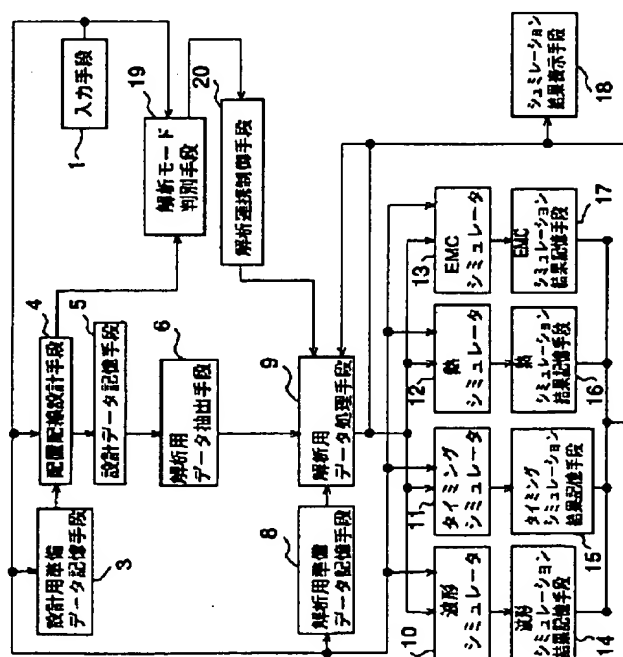 1
入力手段
19
解析モード
判別手段
20
解析連携制御手段
4
配置配線設計手段
5
設計データ記憶手段
6
解析用
データ抽出手段
9
解析用
データ処理手段
設計用準備
データ記憶手段
3
8
解析用準備
データ記憶手段
10
波形
シミュレータ
11
タイミング
シミュレータ
12
熱
シミュレータ
13
EMC
シミュレータ
波形
シミュレーション
結果記憶手段
14
タイミング
シミュレーション
結果記憶手段
15
熱
シミュレーション
結果記憶手段
16
EMC
シミュレーション
結果記憶手段
17
シュミレーション
結果表示手段
18